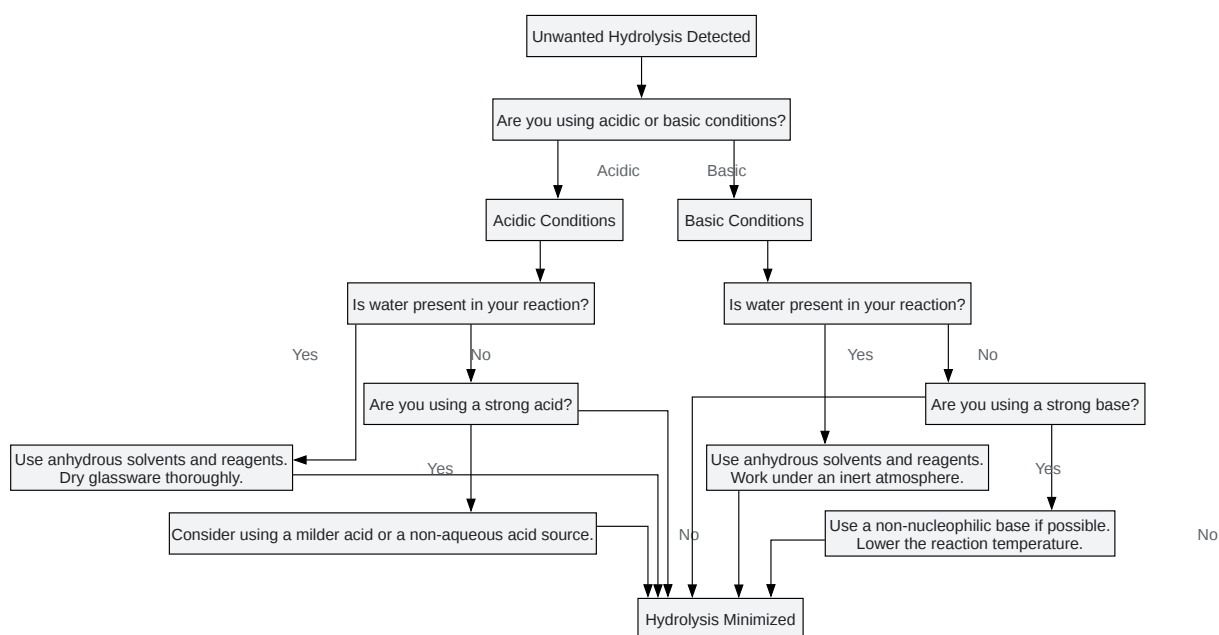 Unwanted Hydrolysis Detected
Are you using acidic or basic conditions?
Acidic
Basic
Acidic Conditions
Basic Conditions
Is water present in your reaction?
Is water present in your reaction?
Yes
No
Yes
No
Are you using a strong acid?
Are you using a strong base?
Use anhydrous solvents and reagents.
Dry glassware thoroughly.
Yes
Use anhydrous solvents and reagents.
Work under an inert atmosphere.
Yes
Consider using a milder acid or a non-aqueous acid source.
No
Use a non-nucleophilic base if possible.
Lower the reaction temperature.
No
Hydrolysis Minimized